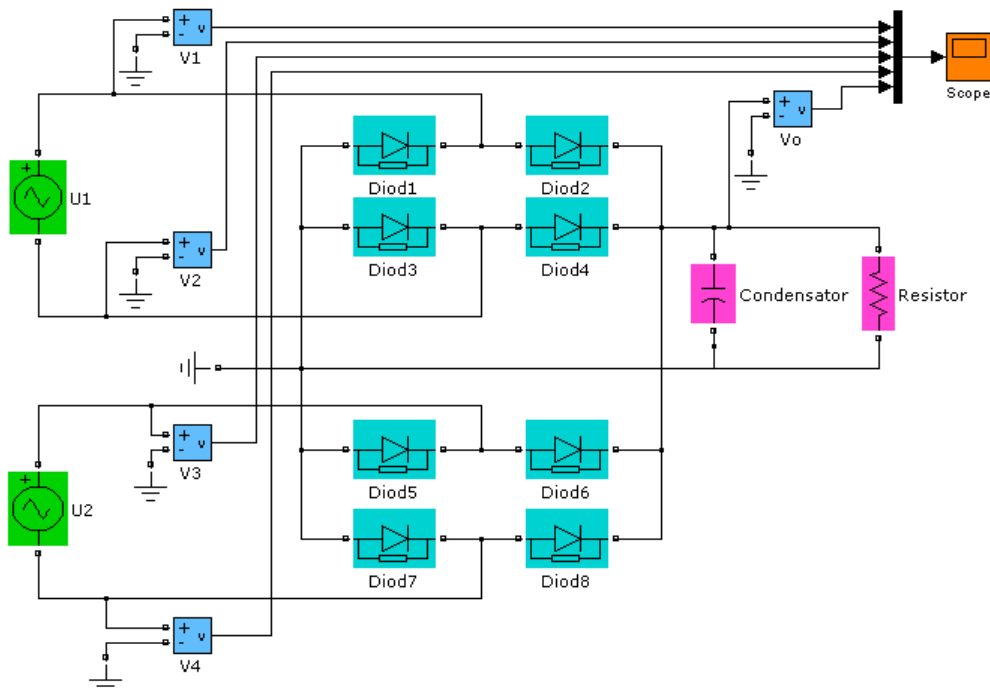 +
-
v
V1
Scope
+
-
v
Vo
+
U1
Diod1
Diod2
+
-
v
V2
Diod3
Diod4
Condensator
Resistor
+
-
v
V3
+
U2
Diod5
Diod6
Diod7
Diod8
+
-
v
V4